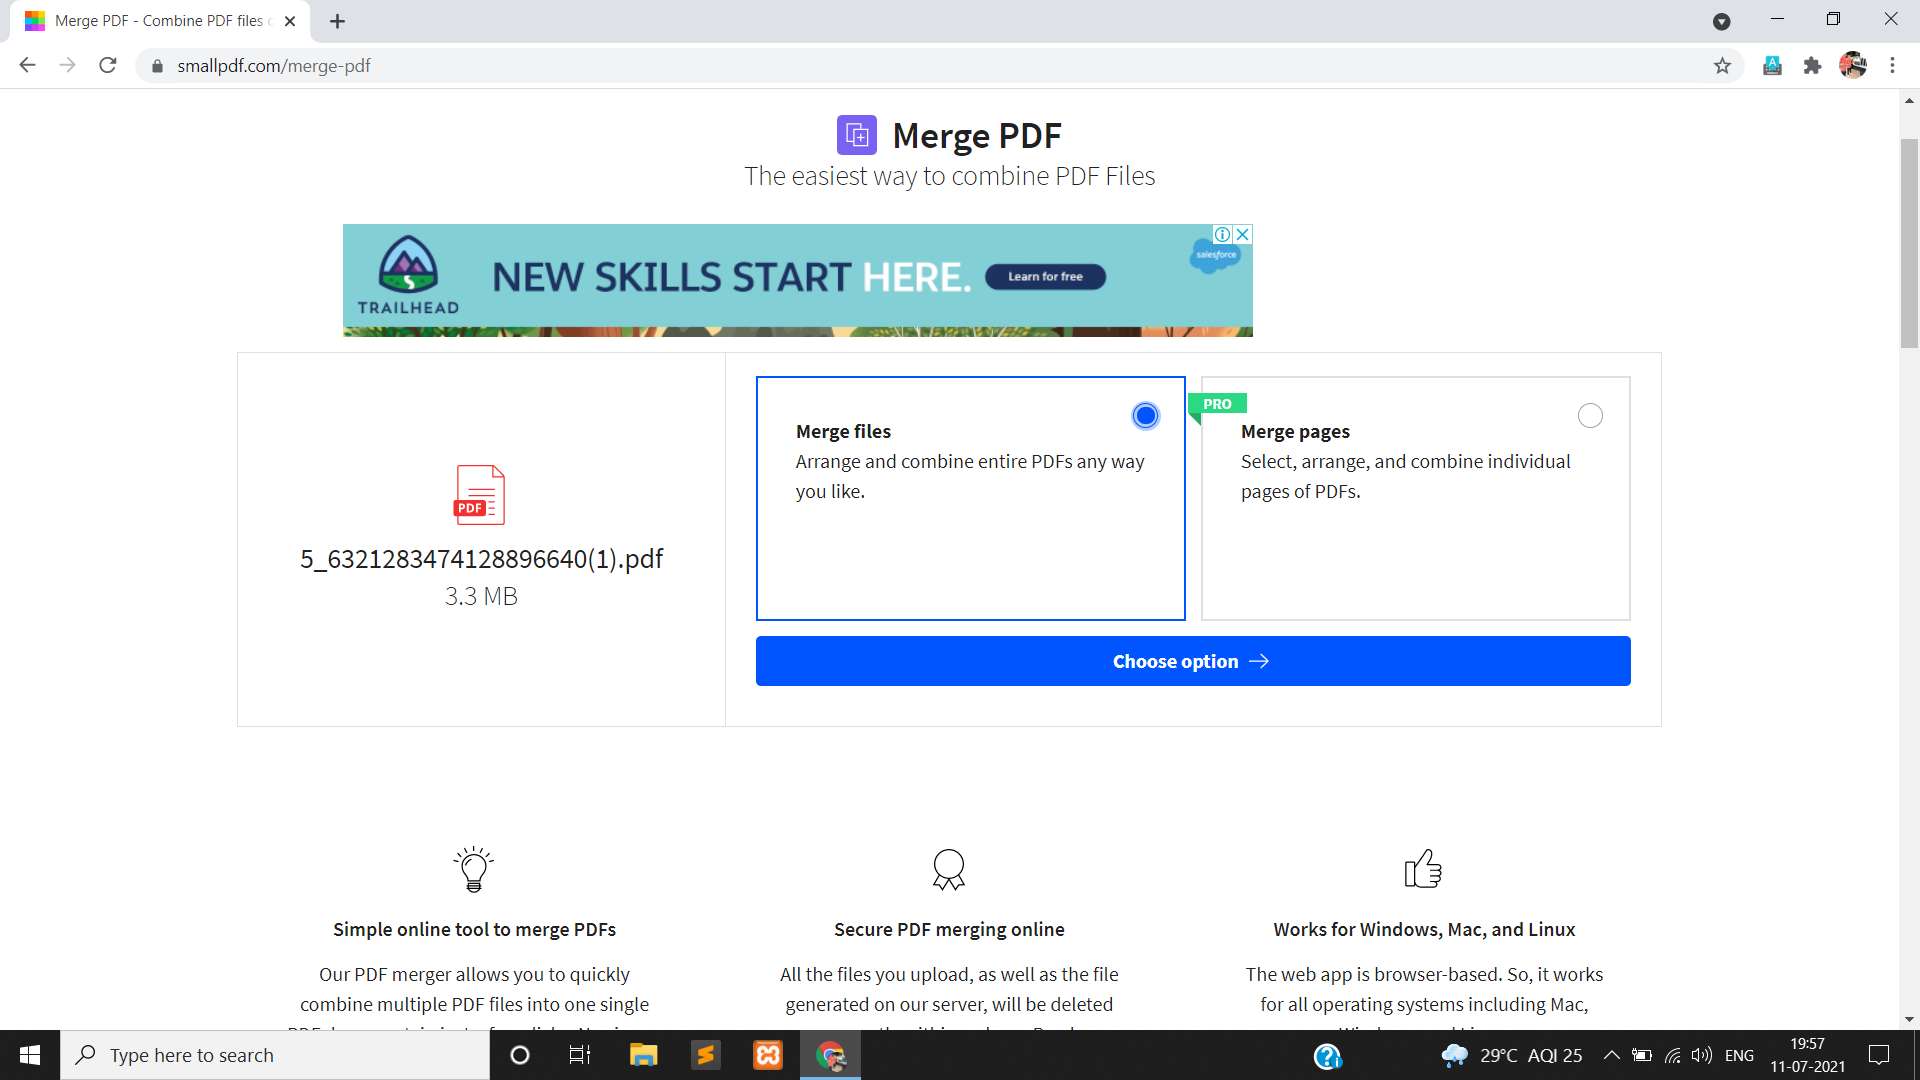 Merge PDF - Combine PDF files
smallpdf.com/merge-pdf
Merge PDF
The easiest way to combine PDF Files
TRAILHEAD
NEW SKILLS START HERE.
Learn for free
salesforce
PDF
5_6321283474128896640(1).pdf
3.3 MB
Merge files
Arrange and combine entire PDFs any way
you like.
PRO
Merge pages
Select, arrange, and combine individual
pages of PDFs.
Choose option
Simple online tool to merge PDFs
Our PDF merger allows you to quickly
combine multiple PDF files into one single
Secure PDF merging online
All the files you upload, as well as the file
generated on our server, will be deleted
Works for Windows, Mac, and Linux
The web app is browser-based. So, it works
for all operating systems including Mac,
Type here to search
29°C AQI 25
ENG
19:57
11-07-2021